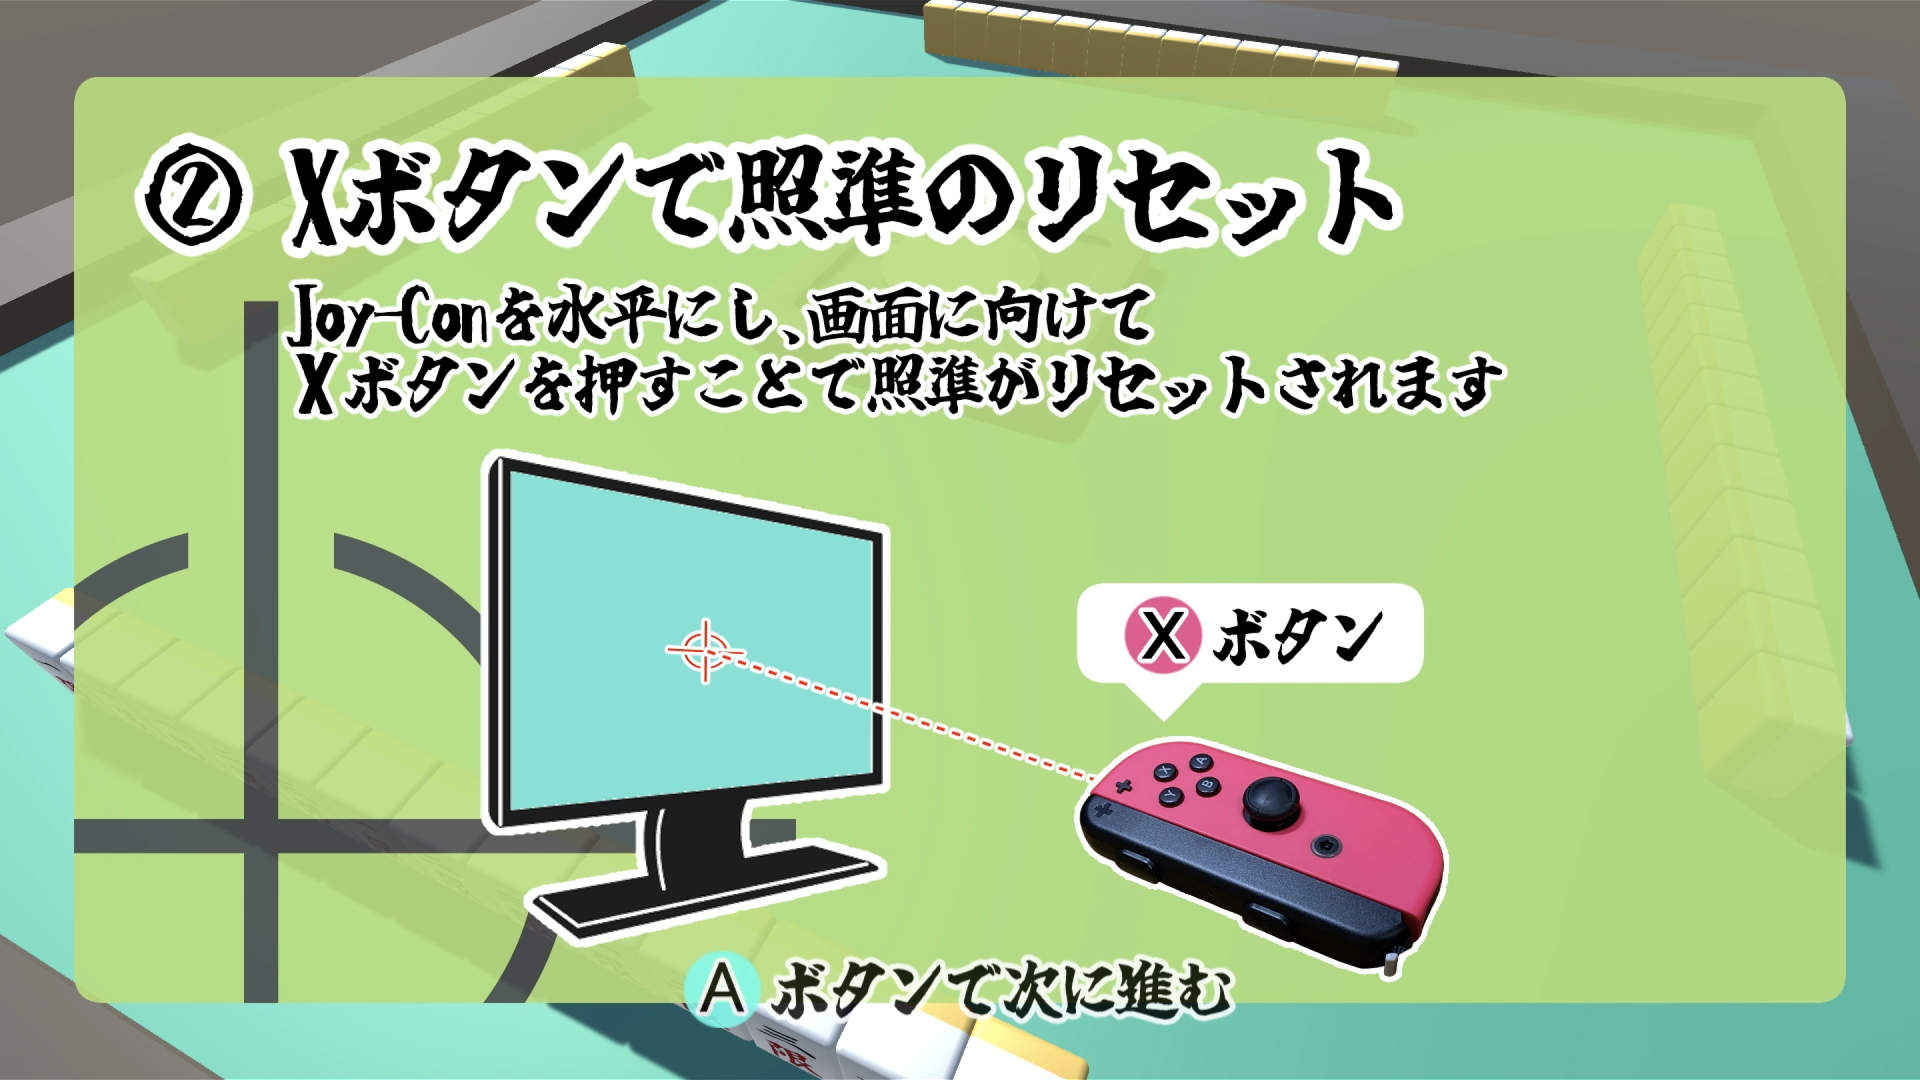 ② Xボタンで照準のリセット
Joy-Conを水平にし、画面に向けて
Xボタンを押すことで照準がリセットされます
Xボタン
X
A
Y
B
Aボタンで次に進む